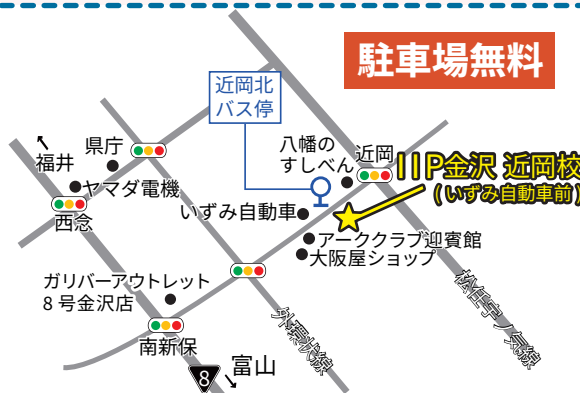 駐車場無料
近岡北
バス停
県庁
八幡の
すしべん
近岡
福井
ヤマダ電機
IIP金沢 近岡校
(いずみ自動車前)
西念
いずみ自動車
アーククラブ迎賓館
大阪屋ショップ
ガリバーアウトレット
8号金沢店
外環状線
松任宇ノ気線
南新保
8
富山